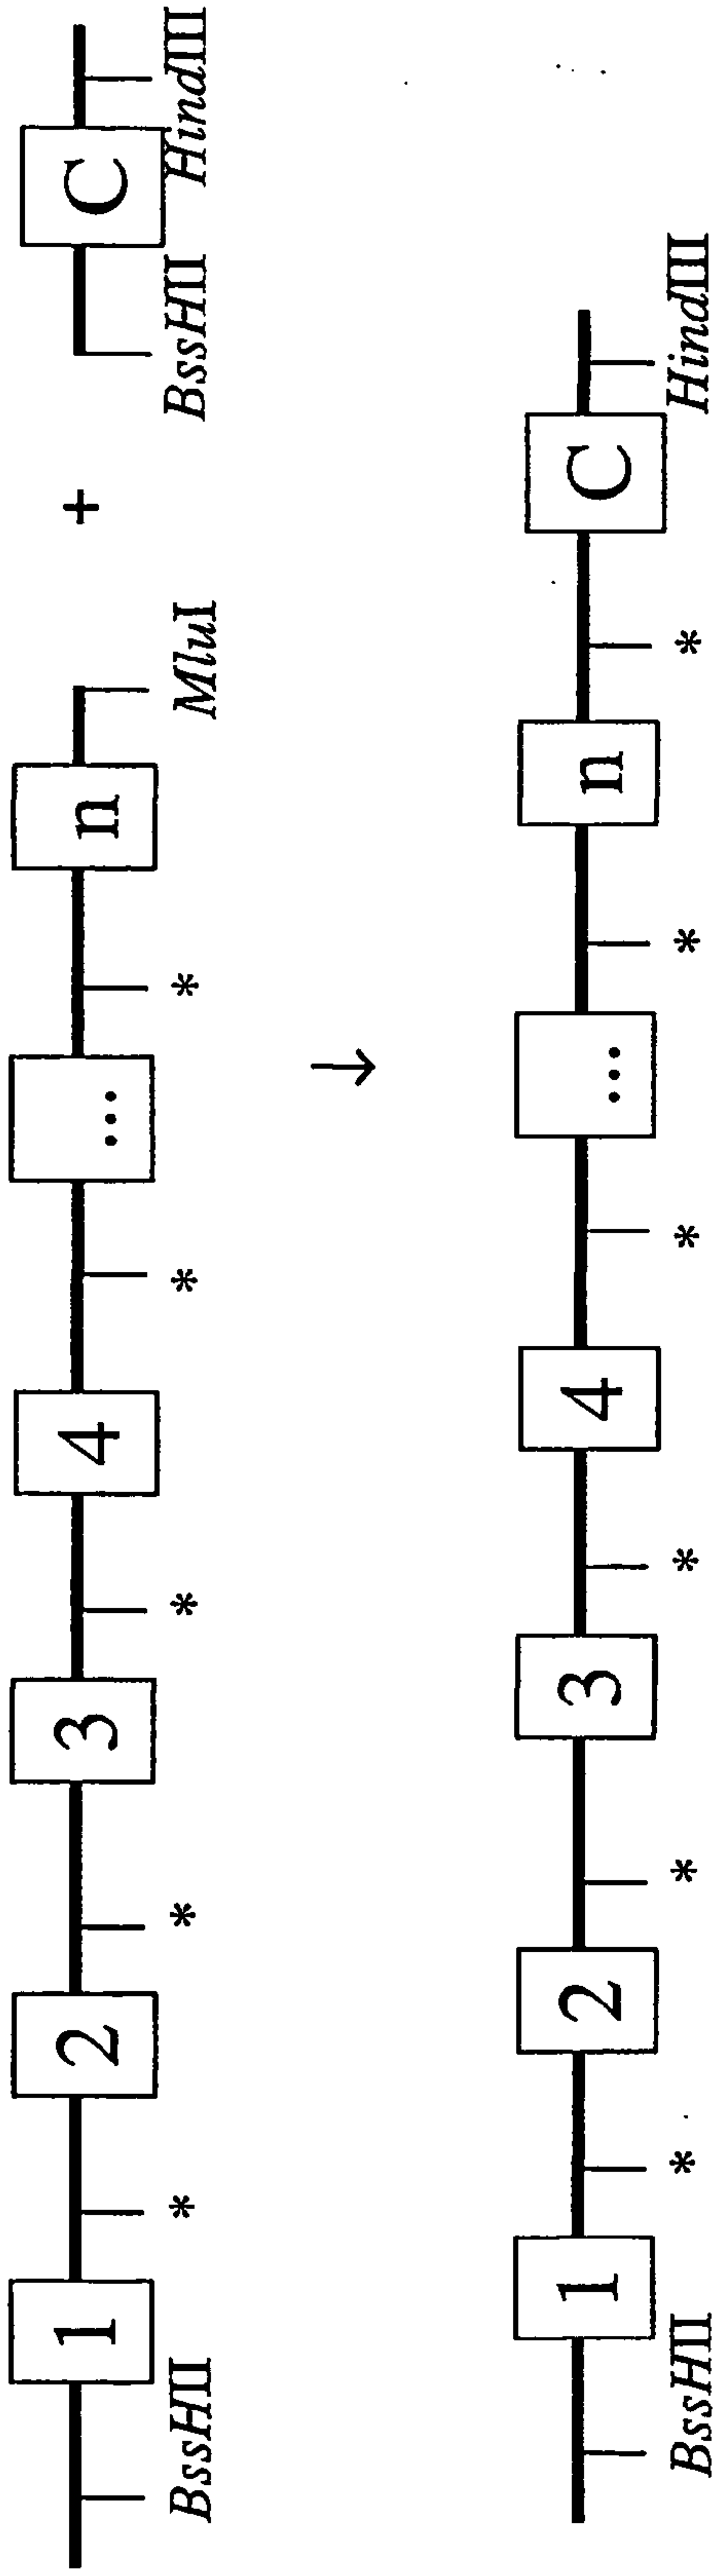 1 2 3 4 ... n + C
BssHII * * * * * MluI BssHII HindIII
↓
1 2 3 4 ... n C
BssHII * * * * * * HindIII